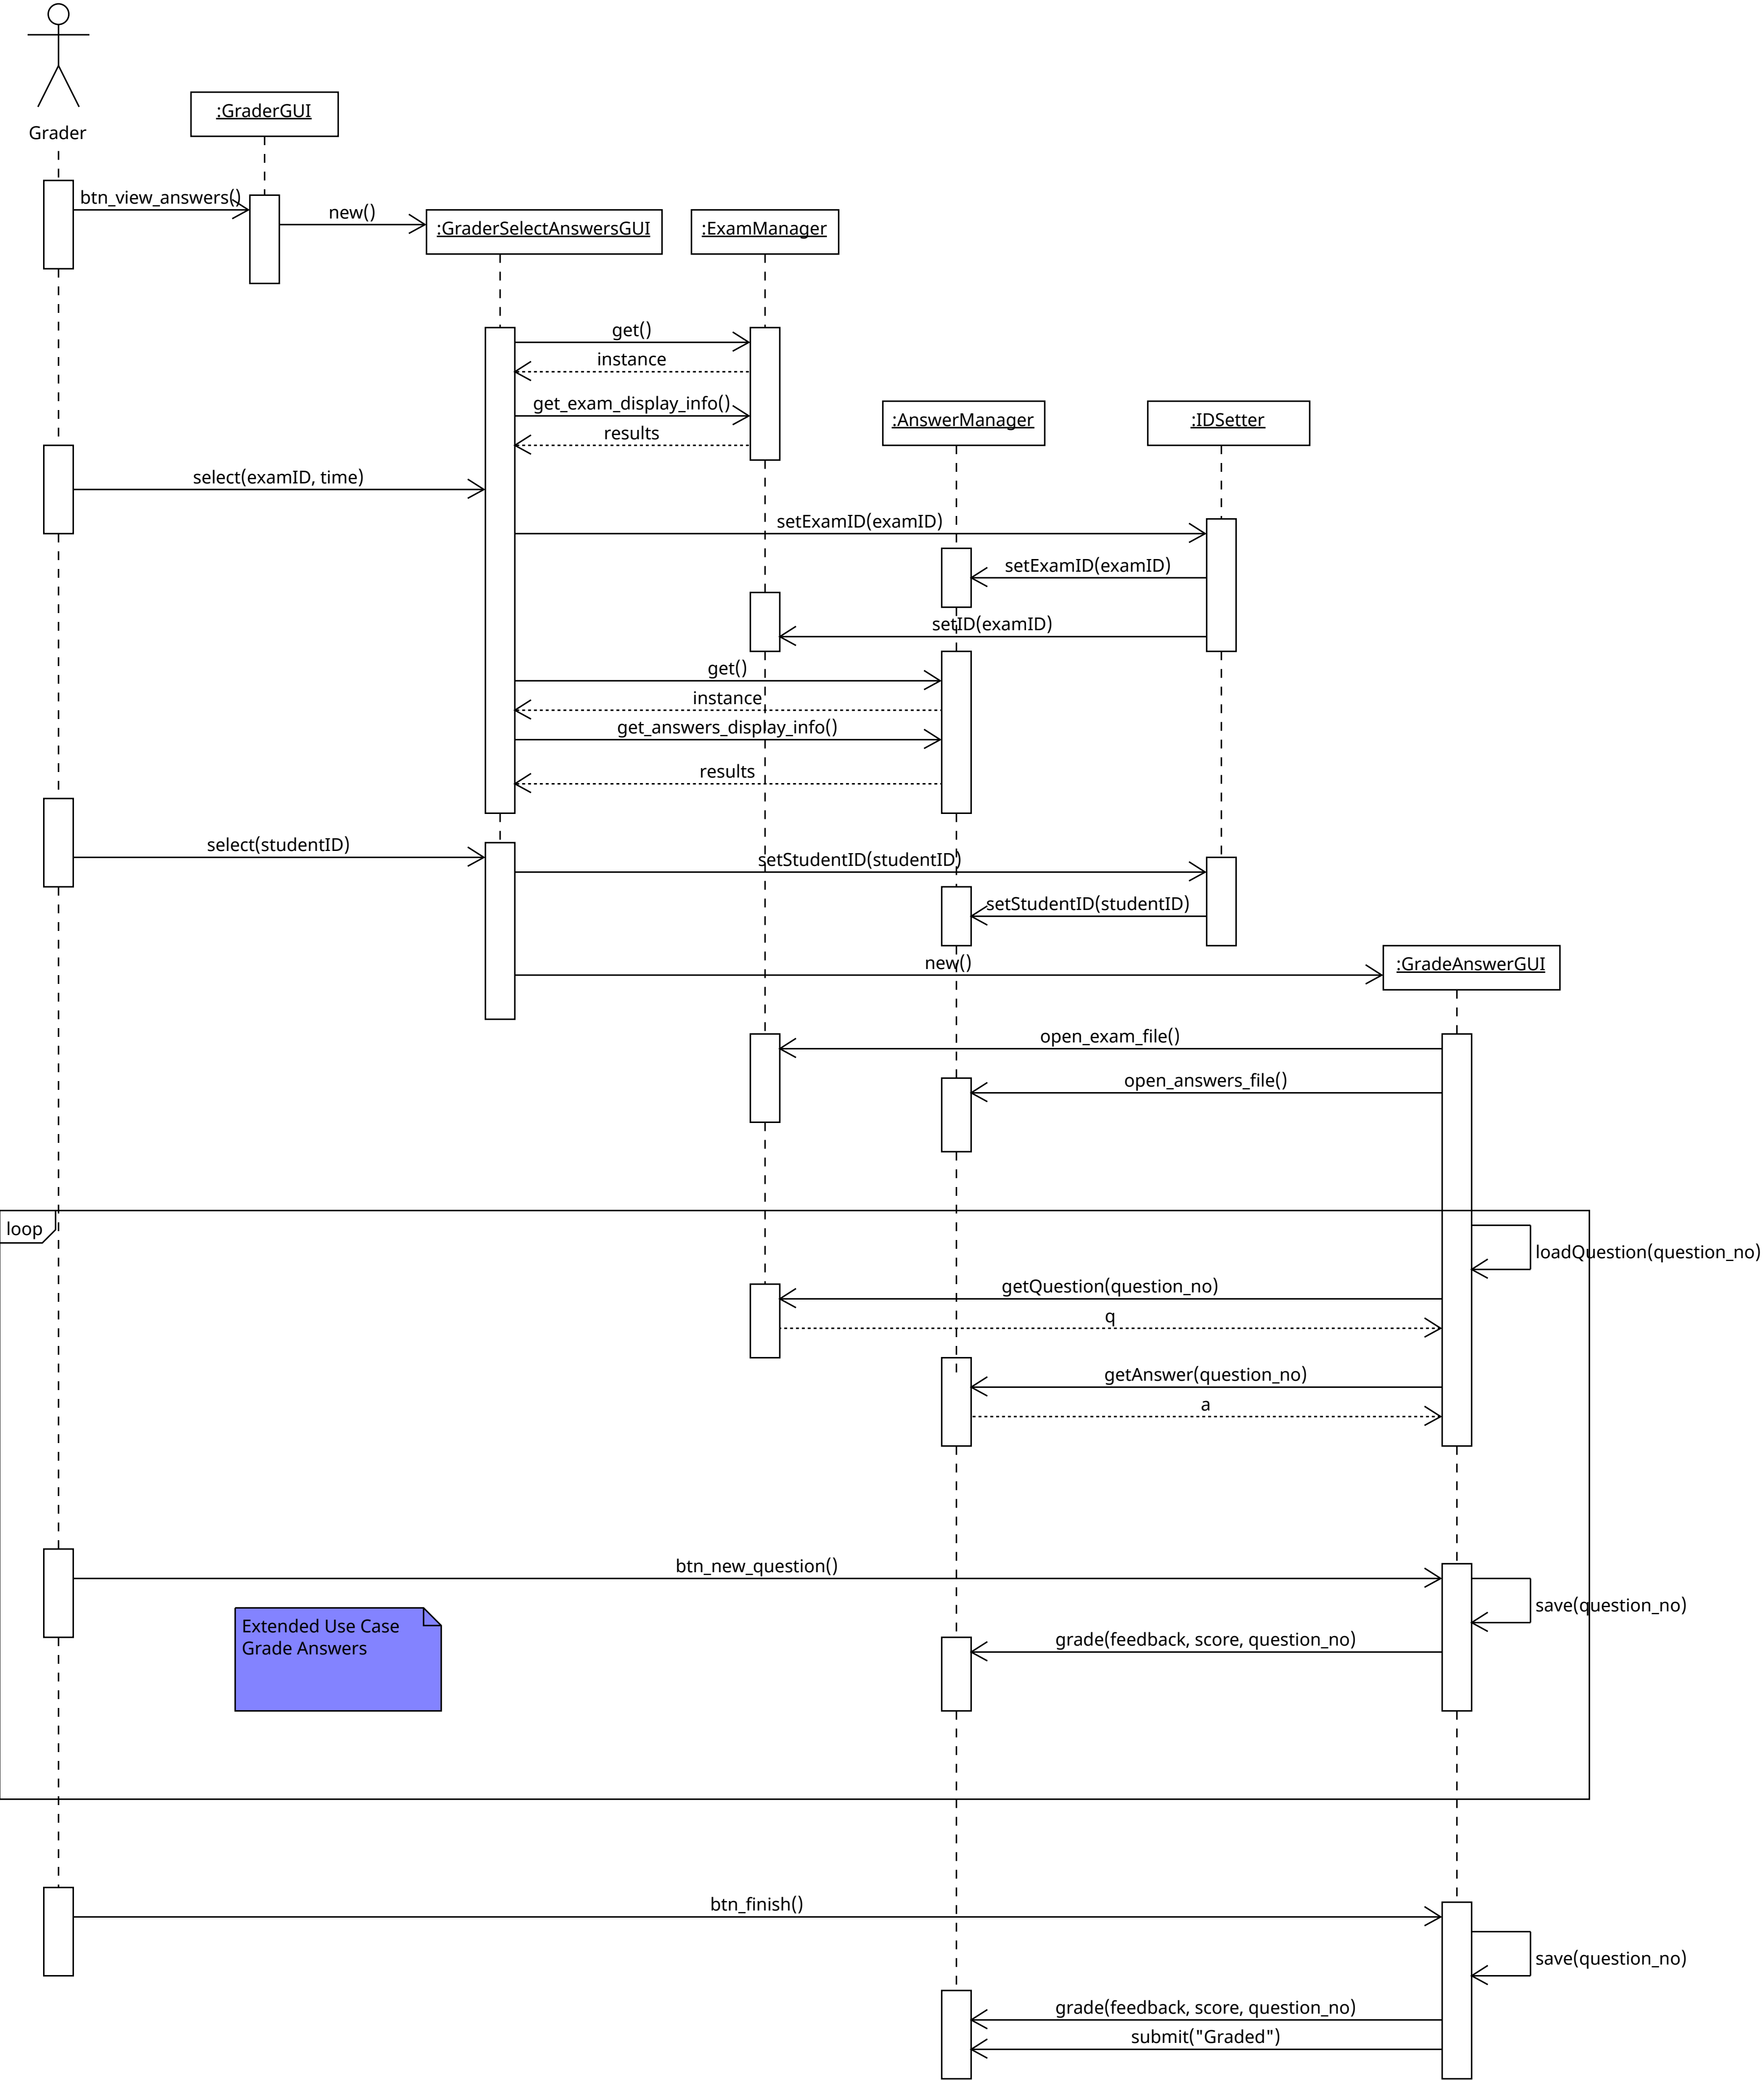 Grader
:GraderGUI
btn_view_answers()
new()
:GraderSelectAnswersGUI
:ExamManager
get()
instance
get_exam_display_info()
results
:AnswerManager
:IDSetter
select(examID, time)
setExamID(examID)
setExamID(examID)
setID(examID)
get()
instance
get_answers_display_info()
results
select(studentID)
setStudentID(studentID)
setStudentID(studentID)
new()
:GradeAnswerGUI
open_exam_file()
open_answers_file()
loop
loadQuestion(question_no)
getQuestion(question_no)
q
getAnswer(question_no)
a
btn_new_question()
save(question_no)
Extended Use Case
Grade Answers
grade(feedback, score, question_no)
btn_finish()
save(question_no)
grade(feedback, score, question_no)
submit("Graded")